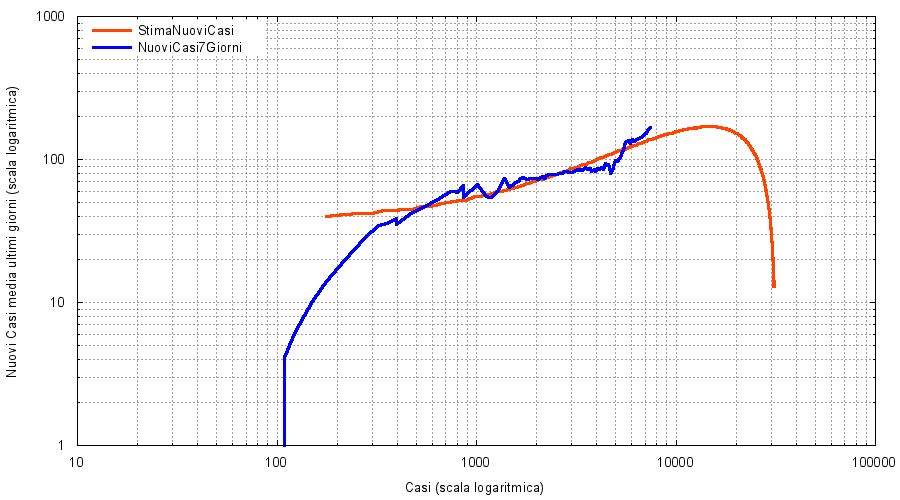 1000
StimaNuoviCasi
NuoviCasi7Giorni
100
10
1
10
100
1000
10000
100000
Nuovi Casi media ultimi giorni (scala logaritmica)
Casi (scala logaritmica)